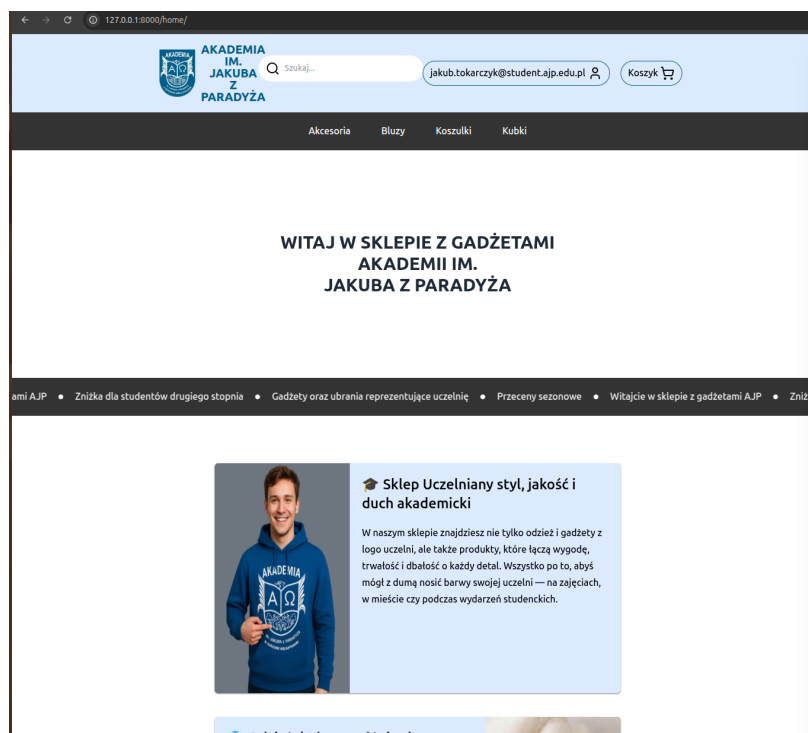 127.0.0.1:8000/home/
AKADEMIA
AKADEMIA
IM.
JAKUBA
Z
PARADYŻA
Szukaj...
jakub.tokarczyk@student.ajp.edu.pl
Koszyk
Akcesoria Bluzy Koszulki Kubki
WITAJ W SKLEPIE Z GADŻETAMI
AKADEMII IM.
JAKUBA Z PARADYŻA
ami AJP • Zniżka dla studentów drugiego stopnia • Gadżety oraz ubrania reprezentujące uczelnię • Przeceny sezonowe • Witajcie w sklepie z gadżetami AJP • Zniż
🎓 Sklep Uczelniany styl, jakość i
duch akademicki
W naszym sklepie znajdziesz nie tylko odzież i gadżety z
logo uczelni, ale także produkty, które łączą wygodę,
trwałość i dbałość o każdy detal. Wszystko po to, abyś
mógł z dumą nosić barwy swojej uczelni — na zajęciach,
w mieście czy podczas wydarzeń studenckich.
AKADEMIA
A Ω